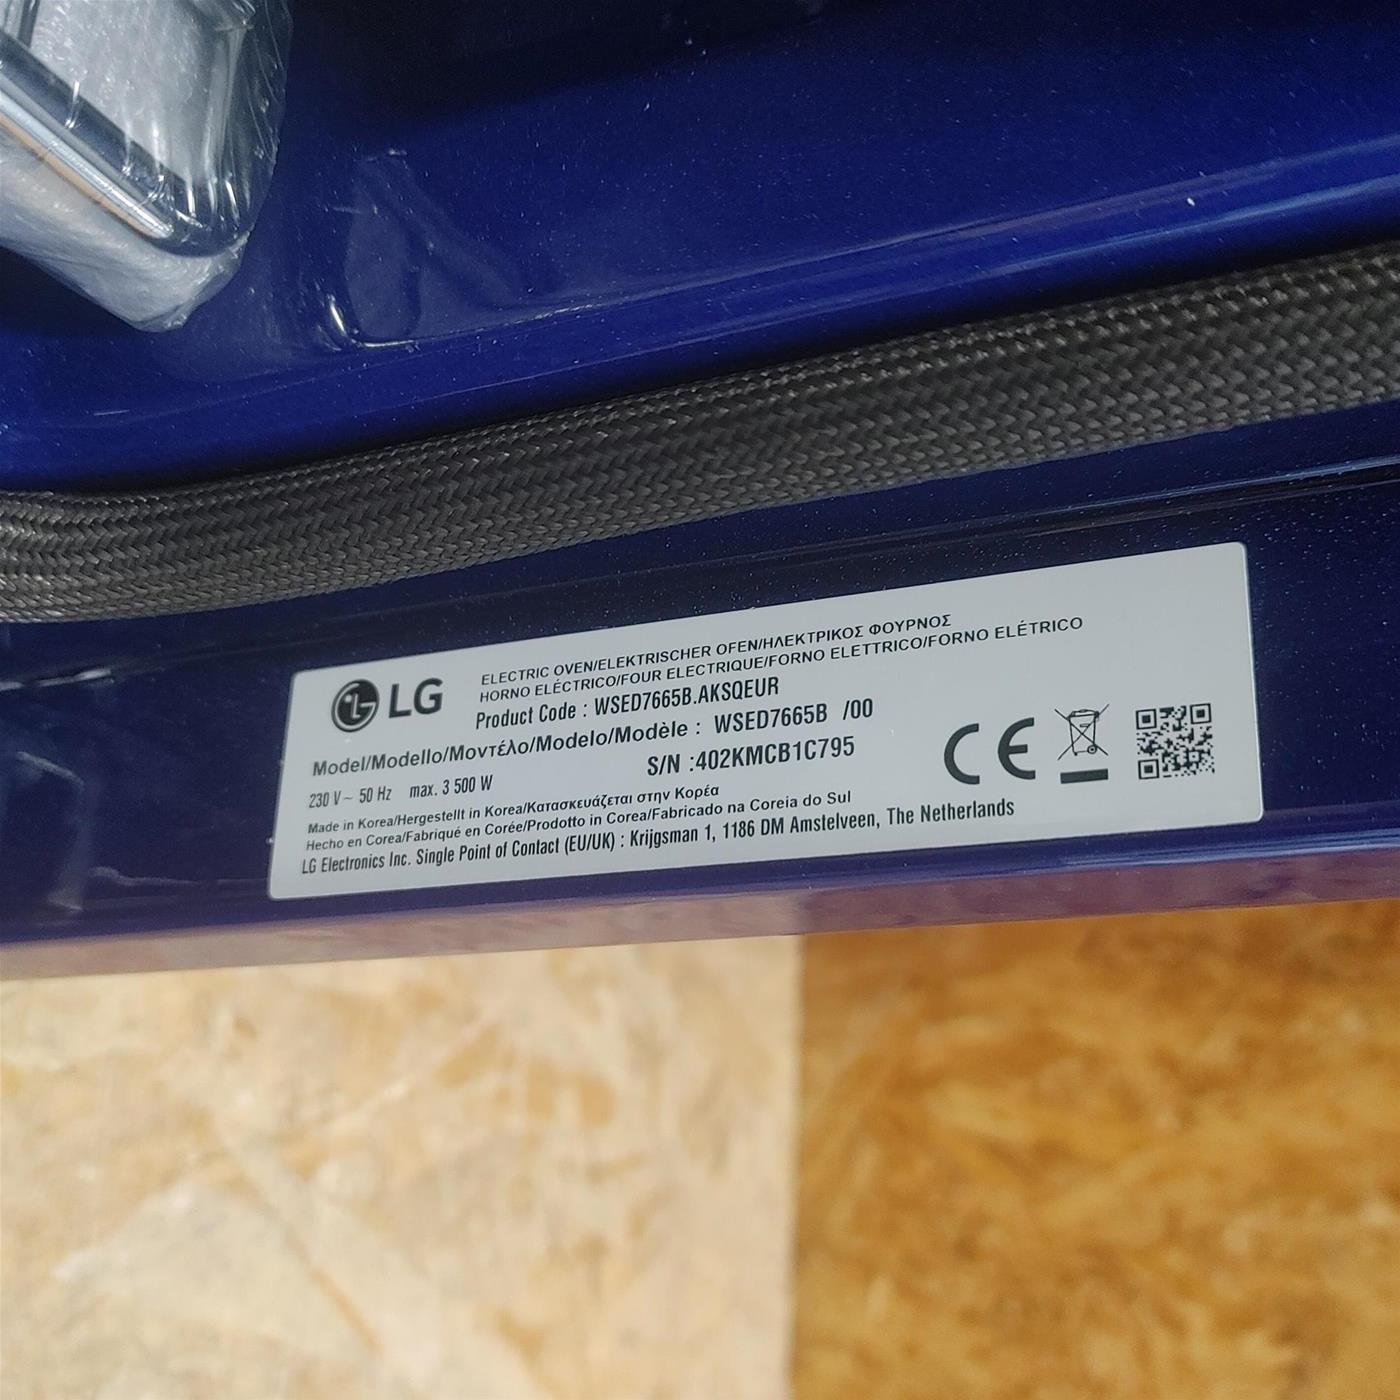 LG
ELECTRIC OVEN/ELEKTRISCHER OFEN/ΗΛΕΚΤΡΙΚΟΣ ΦΟΥΡΝΟΣ
HORNO ELÉCTRICO/FOUR ELECTRIQUE/FORNO ELETTRICO/FORNO ELÉTRICO
Product Code : WSED7665B.AKSQEUR
Model/Modello/Μοντέλο/Modelo/Modèle : WSED7665B /00
230 V~ 50 Hz max. 3 500 W
S/N :402KMCB1C795
CE
Made in Korea/Hergestellt in Korea/Κατασκευάζεται στην Κορέα
Hecho en Corea/Fabriqué en Corée/Prodotto in Corea/Fabricado na Coreia do Sul
LG Electronics Inc. Single Point of Contact (EU/UK) : Krijgsman 1, 1186 DM Amstelveen, The Netherlands